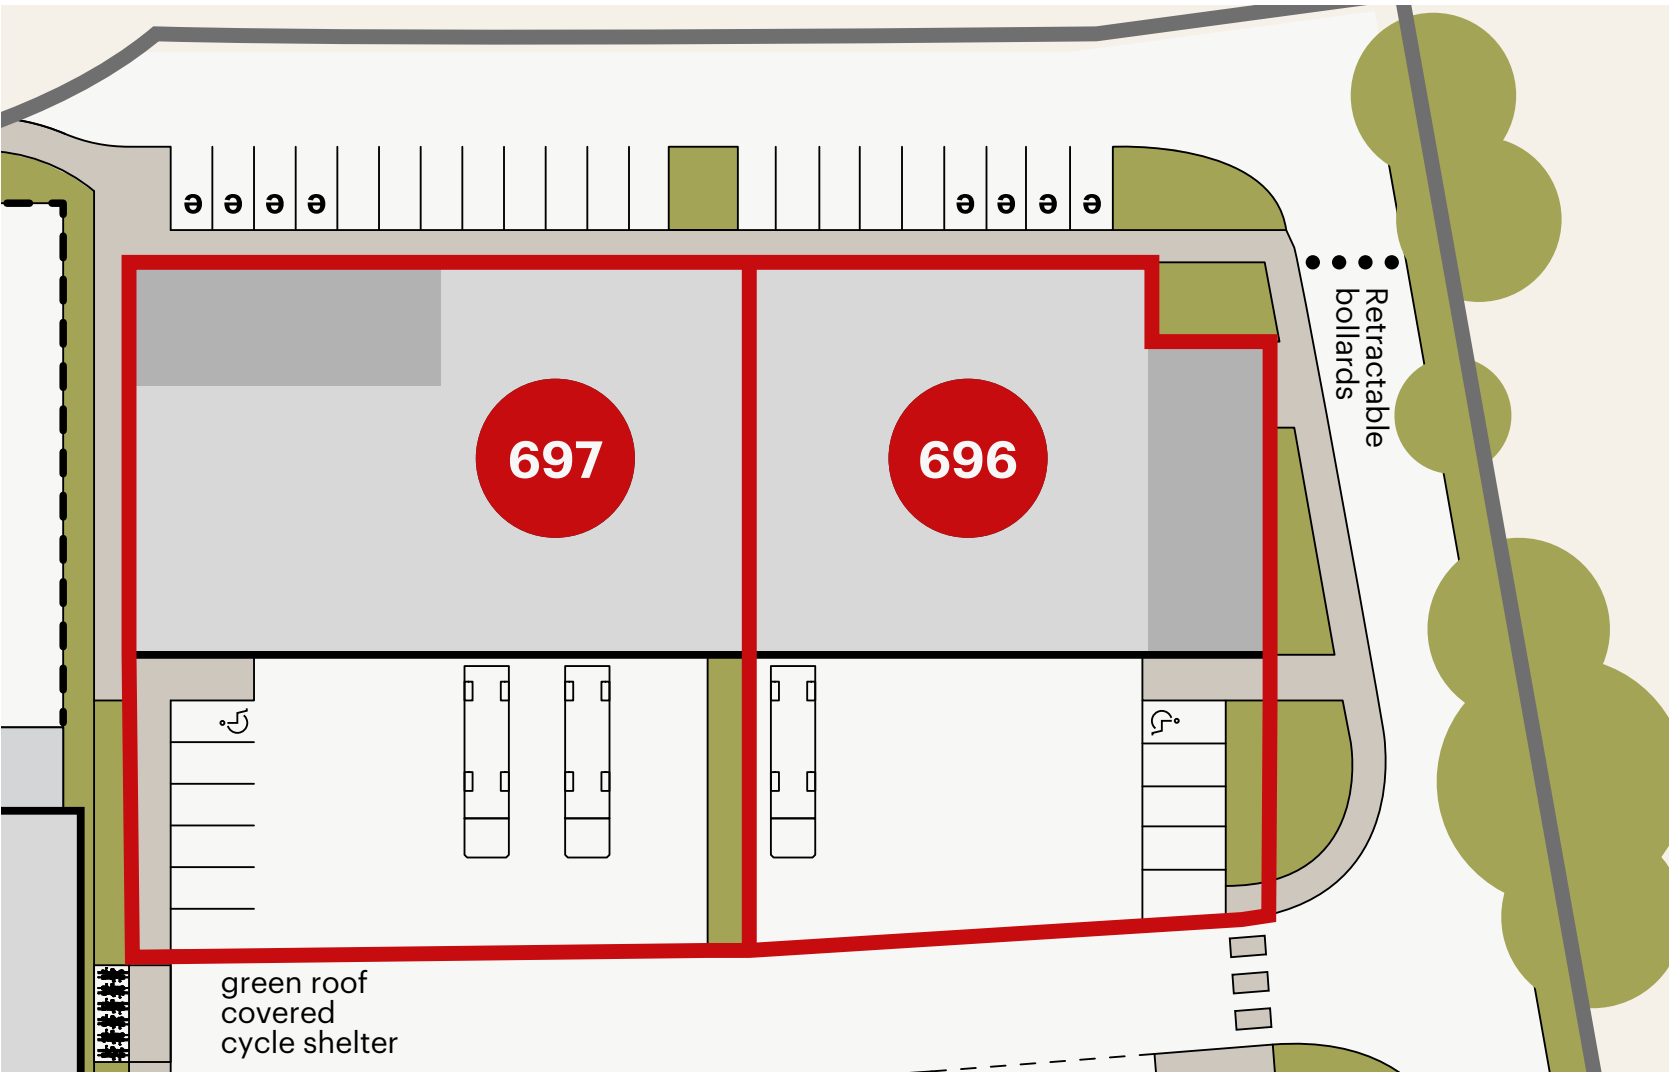 ə ə ə ə ə ə ə ə
Retractable
bollards
697
696
green roof
covered
cycle shelter